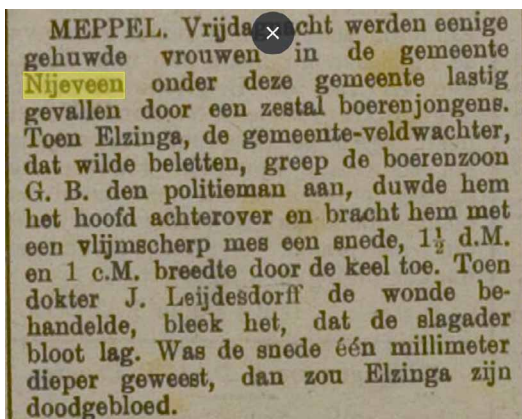 MEPPEL. Vrijdagnacht werden eenige
gehuwde vrouwen in de gemeente
Nijeveen onder deze gemeente lastig
gevallen door een zestal boerenjongens.
Toen Elzinga, de gemeente-veldwachter,
dat wilde beletten, greep de boerenzoon
G. B. den politieman aan, duwde hem
het hoofd achterover en bracht hem met
een vlijmscherp mes een snede, 1½ d.M.
en 1 c.M. breedte door de keel toe. Toen
dokter J. Leijdesdorff de wonde be-
handelde, bleek het, dat de slagader
bloot lag. Was de snede één millimeter
dieper geweest, dan zou Elzinga zijn
doodgebloed.